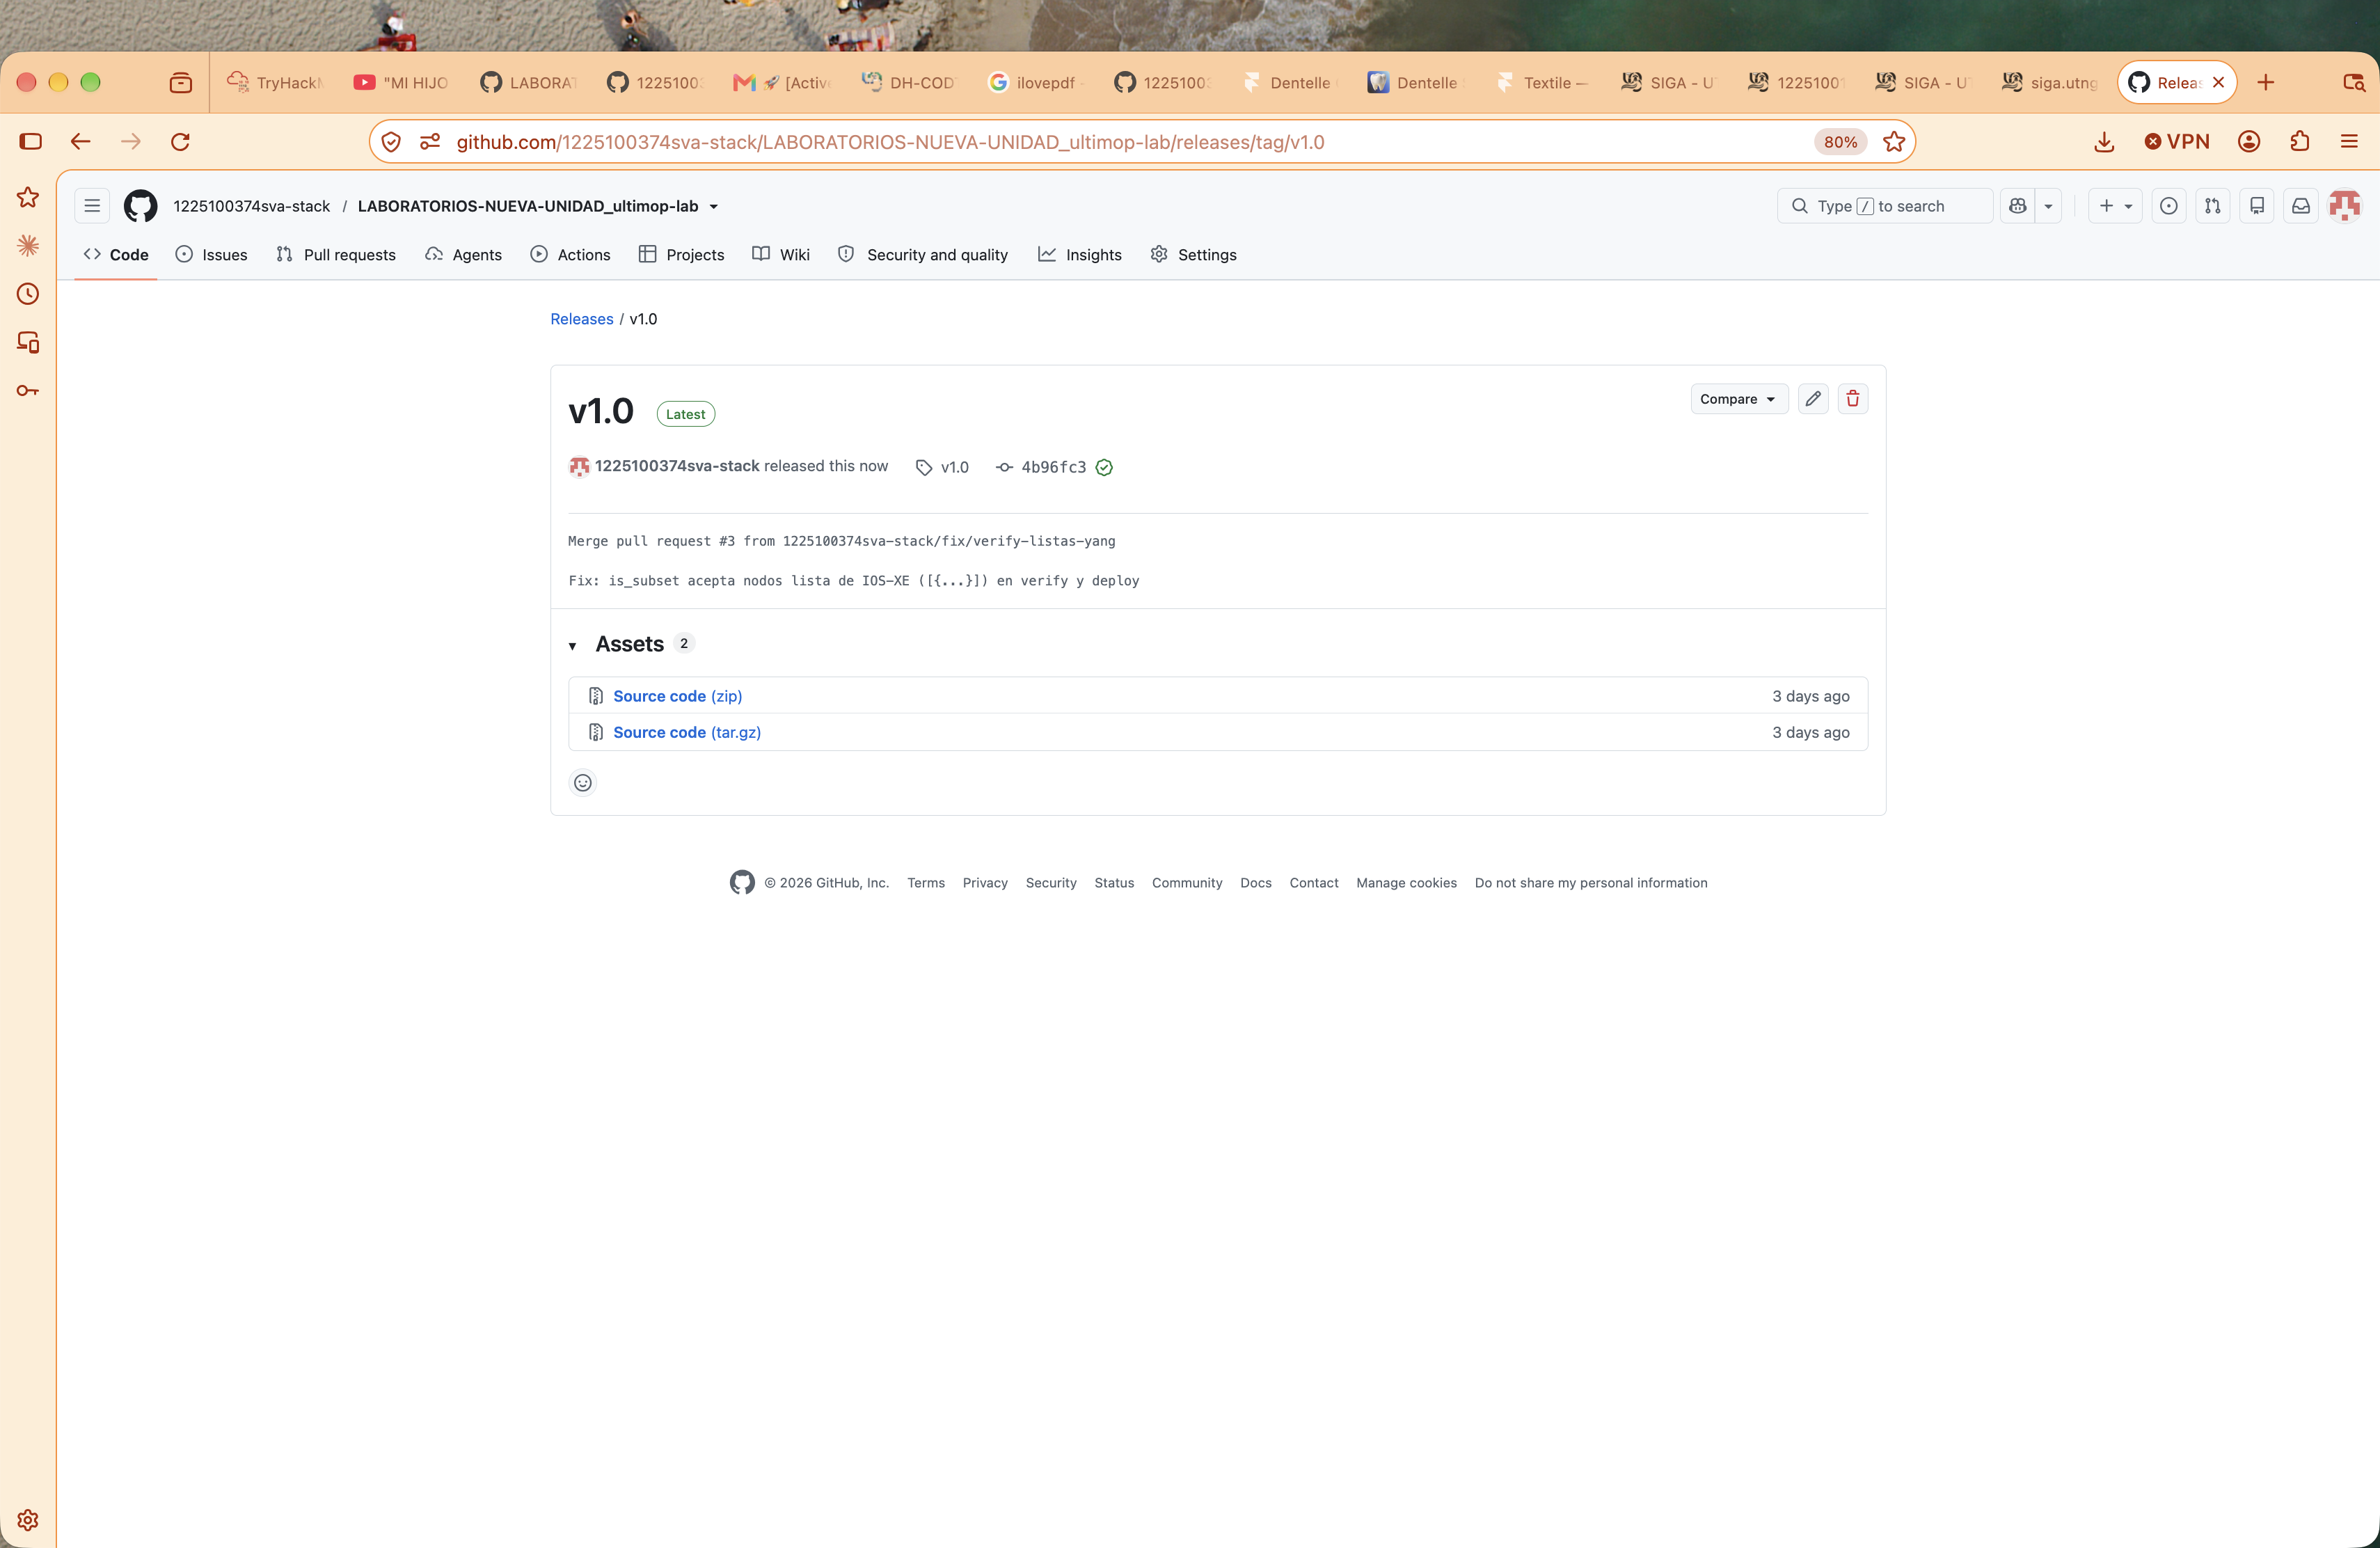 TryHackM "MI HIJO LABORAT 12251003 [Activ DH-COD ilovepdf - 12251003 Dentelle Dentelle Textile — SIGA - U 12251001 SIGA - U siga.utng Releas
github.com/1225100374sva-stack/LABORATORIOS-NUEVA-UNIDAD_ultimop-lab/releases/tag/v1.0 80% VPN
1225100374sva-stack / LABORATORIOS-NUEVA-UNIDAD_ultimop-lab Type / to search
Code Issues Pull requests Agents Actions Projects Wiki Security and quality Insights Settings
Releases / v1.0
v1.0 Latest Compare
1225100374sva-stack released this now v1.0 4b96fc3
Merge pull request #3 from 1225100374sva-stack/fix/verify-listas-yang
Fix: is_subset acepta nodos lista de IOS-XE ([{...}]) en verify y deploy
Assets 2
Source code (zip) 3 days ago
Source code (tar.gz) 3 days ago
© 2026 GitHub, Inc. Terms Privacy Security Status Community Docs Contact Manage cookies Do not share my personal information